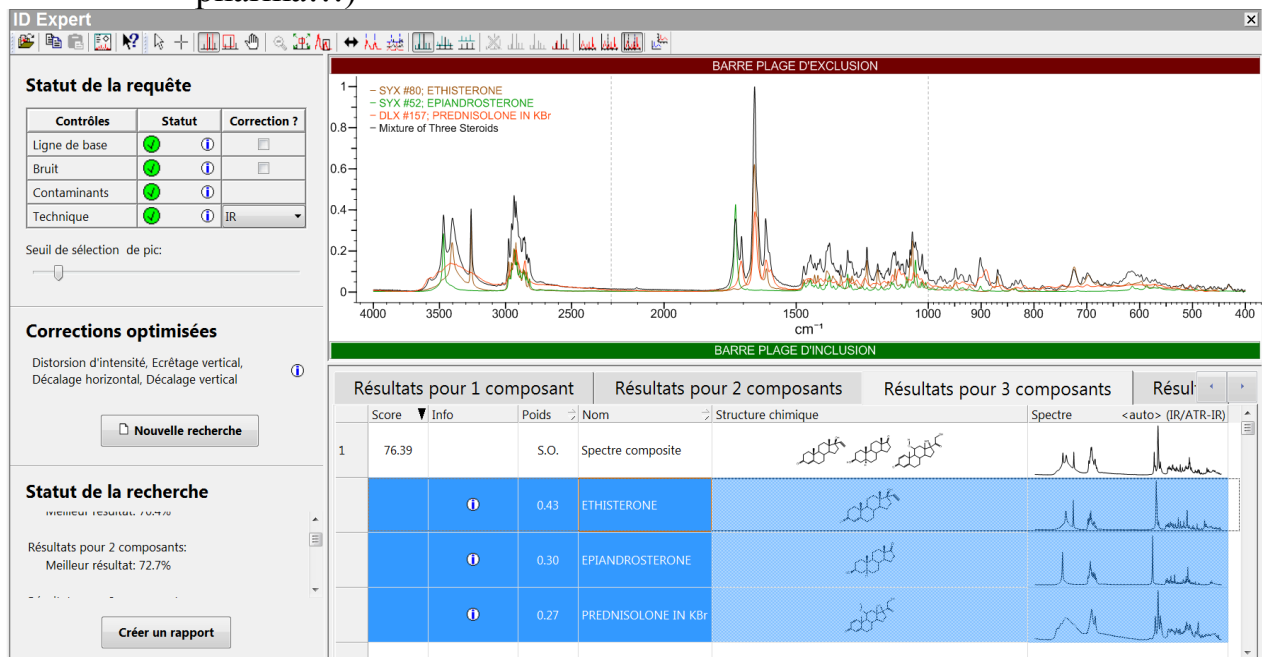 ID Expert
Statut de la requête
Contrôles Statut Correction ?
Ligne de base
Bruit
Contaminants
Technique IR
Seuil de sélection de pic:
Corrections optimisées
Distorsion d'intensité, Ecrêtage vertical,
Décalage horizontal, Décalage vertical
Nouvelle recherche
Statut de la recherche
Résultats pour 2 composants:
Meilleur résultat: 72.7%
Créer un rapport
BARRE PLAGE D'EXCLUSION
SYX #80; ETHISTERONE
SYX #52; EPIANDROSTERONE
DLX #157; PREDNISOLONE IN KBr
Mixture of Three Steroids
1
0.8
0.6
0.4
0.2
0
4000 3500 3000 2500 2000 1500 1000 900 800 700 600 500 400
cm⁻¹
BARRE PLAGE D'INCLUSION
Résultats pour 1 composant Résultats pour 2 composants Résultats pour 3 composants
Score Info Poids Nom Structure chimique Spectre <auto> (IR/ATR-IR)
1 76.39 S.O. Spectre composite
0.43 ETHISTERONE
0.30 EPIANDROSTERONE
0.27 PREDNISOLONE IN KBr